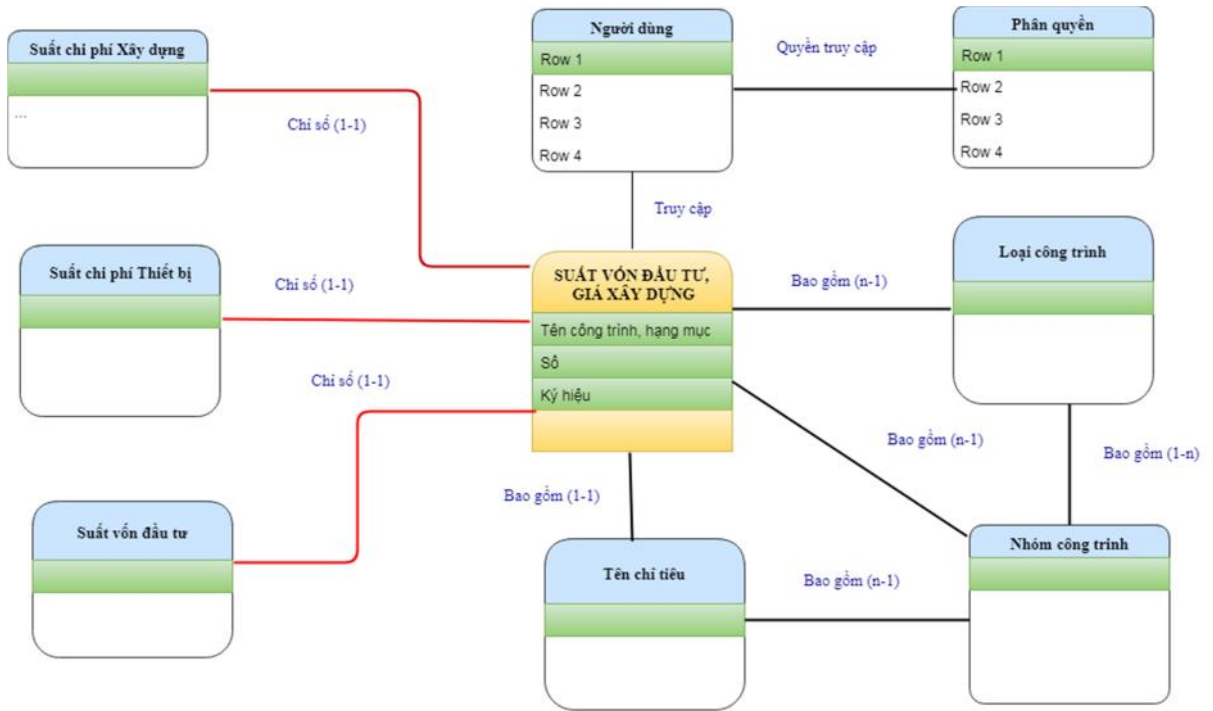 Suất chi phí Xây dựng
...
Người dùng
Row 1
Row 2
Row 3
Row 4
Quyền truy cập
Phân quyền
Row 1
Row 2
Row 3
Row 4
Chỉ số (1-1)
Truy cập
Suất chi phí Thiết bị
Chỉ số (1-1)
SUẤT VỐN ĐẦU TƯ,
GIÁ XÂY DỰNG
Tên công trình, hạng mục
Số
Ký hiệu
Bao gồm (n-1)
Loại công trình
Chỉ số (1-1)
Bao gồm (n-1)
Bao gồm (1-n)
Bao gồm (1-1)
Suất vốn đầu tư
Tên chỉ tiêu
Bao gồm (n-1)
Nhóm công trình